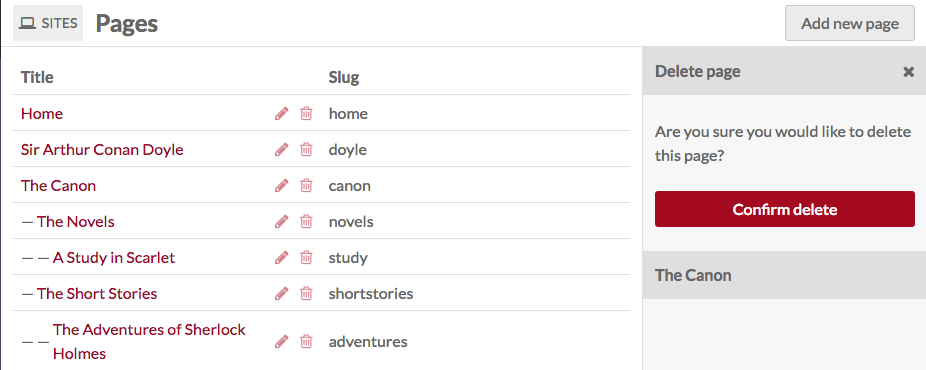 SITES Pages Add new page
Title Slug
Home home
Sir Arthur Conan Doyle doyle
The Canon canon
— The Novels novels
— — A Study in Scarlet study
— The Short Stories shortstories
— — The Adventures of Sherlock
Holmes adventures
Delete page
Are you sure you would like to delete
this page?
Confirm delete
The Canon